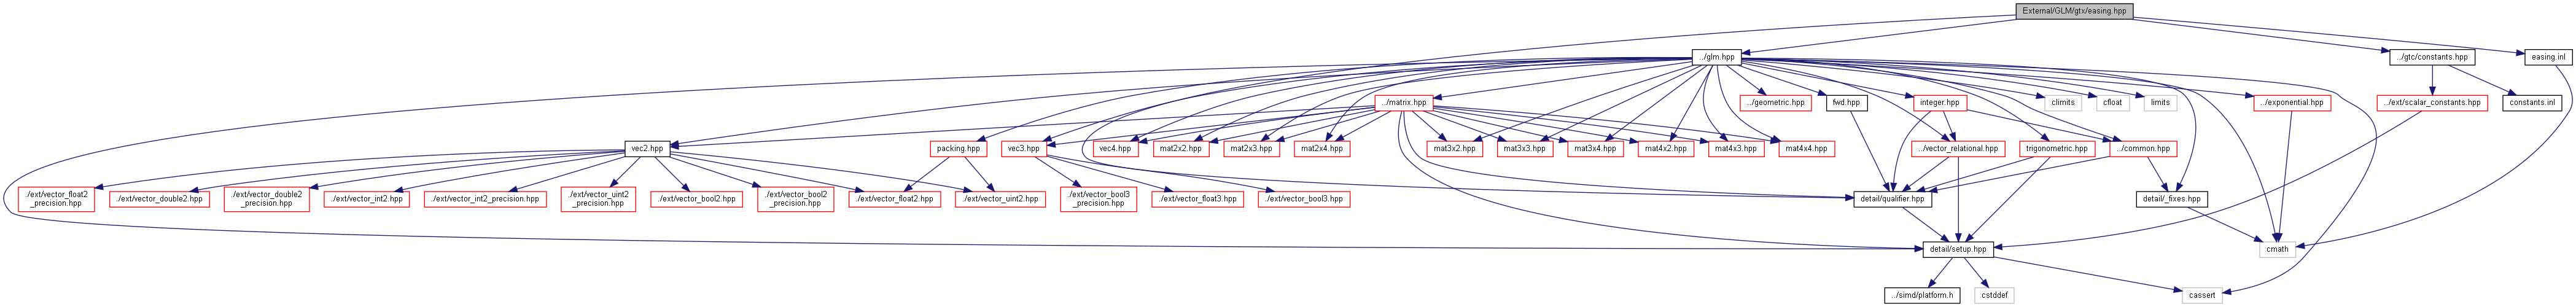 External/GLM/gtx/easing.hpp
../glm.hpp
../gtc/constants.hpp
easing.inl
../matrix.hpp
../geometric.hpp
fwd.hpp
integer.hpp
climits
cfloat
limits
../exponential.hpp
../ext/scalar_constants.hpp
constants.inl
vec2.hpp
packing.hpp
vec3.hpp
vec4.hpp
mat2x2.hpp
mat2x3.hpp
mat2x4.hpp
mat3x2.hpp
mat3x3.hpp
mat3x4.hpp
mat4x2.hpp
mat4x3.hpp
mat4x4.hpp
../vector_relational.hpp
trigonometric.hpp
../common.hpp
./ext/vector_float2
_precision.hpp
./ext/vector_double2.hpp
./ext/vector_double2
_precision.hpp
./ext/vector_int2.hpp
./ext/vector_int2_precision.hpp
./ext/vector_uint2
_precision.hpp
./ext/vector_bool2.hpp
./ext/vector_bool2
_precision.hpp
./ext/vector_float2.hpp
./ext/vector_uint2.hpp
./ext/vector_bool3
_precision.hpp
./ext/vector_float3.hpp
./ext/vector_bool3.hpp
detail/qualifier.hpp
detail/_fixes.hpp
detail/setup.hpp
cmath
../simd/platform.h
cstddef
cassert